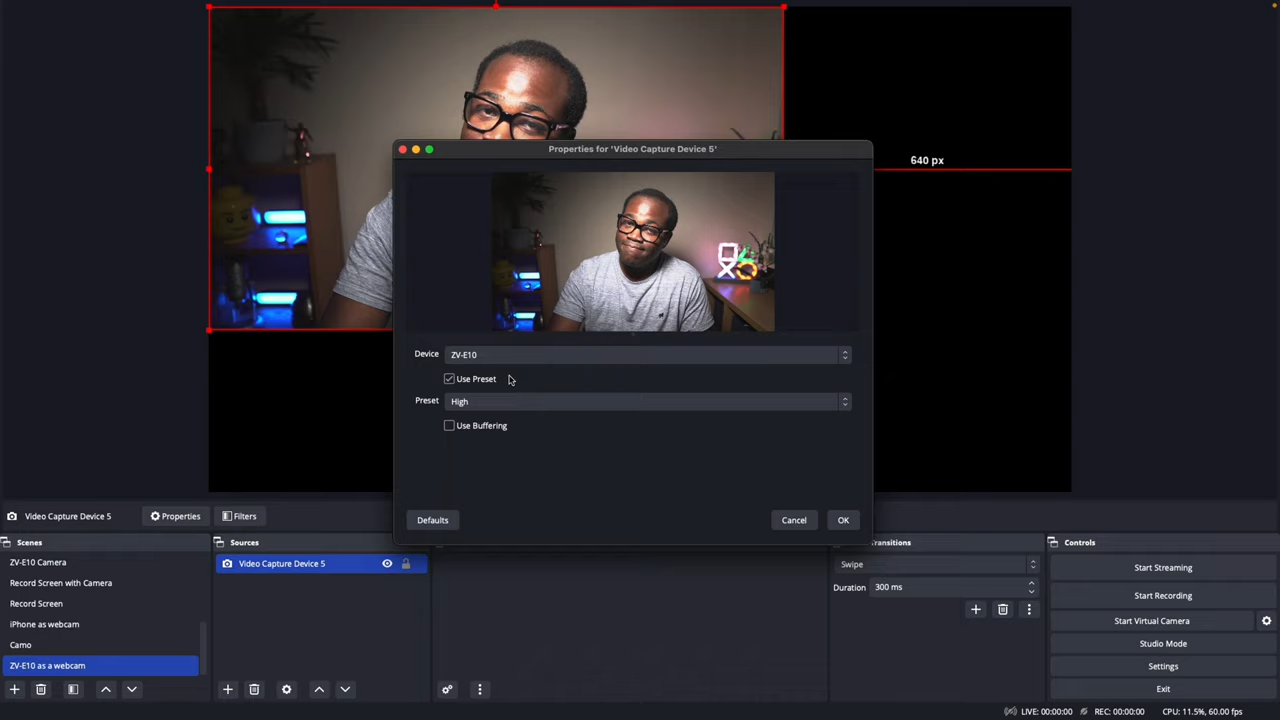 640 px
Properties for 'Video Capture Device 5'
Device
ZV-E10
Use Preset
Preset
High
Use Buffering
Defaults
Cancel
OK
Video Capture Device 5
Properties
Filters
Scenes
ZV-E10 Camera
Record Screen with Camera
Record Screen
iPhone as webcam
Camo
ZV-E10 as a webcam
Sources
Video Capture Device 5
Transitions
Swipe
Duration
300 ms
Controls
Start Streaming
Start Recording
Start Virtual Camera
Studio Mode
Settings
Exit
LIVE: 00:00:00
REC: 00:00:00
CPU: 11.5%, 60.00 fps